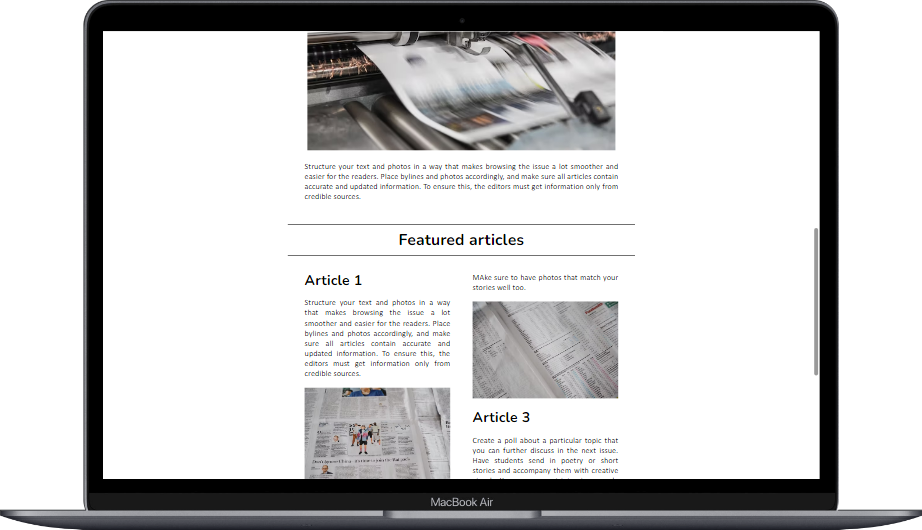 Structure your text and photos in a way that makes browsing the issue a lot smoother and
easier for the readers. Place bylines and photos accordingly, and make sure all articles contain
accurate and updated information. To ensure this, the editors must get information only from
credible sources.
Featured articles
Article 1
Structure your text and photos in a way
that makes browsing the issue a lot
smoother and easier for the readers. Place
bylines and photos accordingly, and make
sure all articles contain accurate and
updated information. To ensure this, the
editors must get information only from
credible sources.
MAke sure to have photos that match your
stories well too.
Article 3
Create a poll about a particular topic that
you can further discuss in the next issue.
Have students send in poetry or short
stories and accompany them with creative
MacBook Air